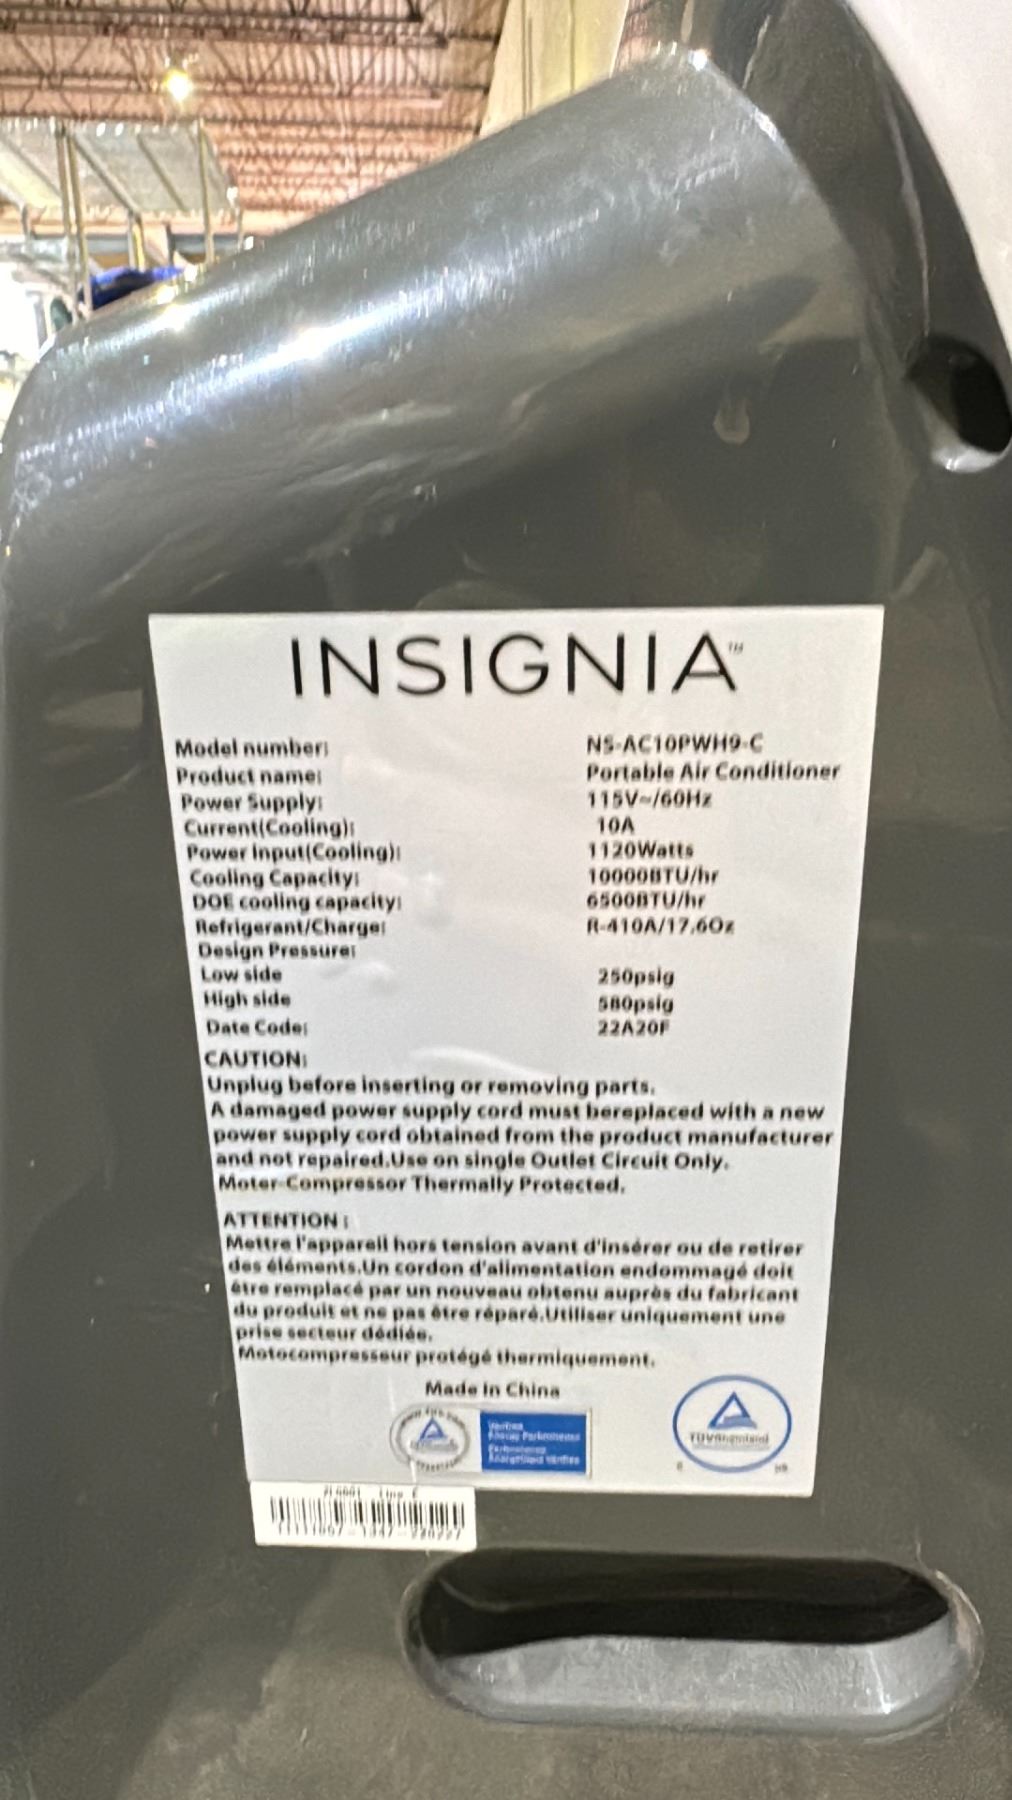 INSIGNIA™
Model number: NS-AC10PWH9-C
Product name: Portable Air Conditioner
Power Supply: 115V~/60Hz
Current(Cooling): 10A
Power Input(Cooling): 1120Watts
Cooling Capacity: 10000BTU/hr
DOE cooling capacity: 6500BTU/hr
Refrigerant/Charge: R-410A/17.6Oz
Design Pressure:
Low side 250psig
High side 580psig
Date Code: 22A20F
CAUTION:
Unplug before inserting or removing parts.
A damaged power supply cord must bereplaced with a new
power supply cord obtained from the product manufacturer
and not repaired.Use on single Outlet Circuit Only.
Moter-Compressor Thermally Protected.
ATTENTION :
Mettre l'appareil hors tension avant d'insérer ou de retirer
des éléments.Un cordon d'alimentation endommagé doit
être remplacé par un nouveau obtenu auprès du fabricant
du produit et ne pas être réparé.Utiliser uniquement une
prise secteur dédiée.
Motocompresseur protégé thermiquement.
Made in China
TÜVRheinland